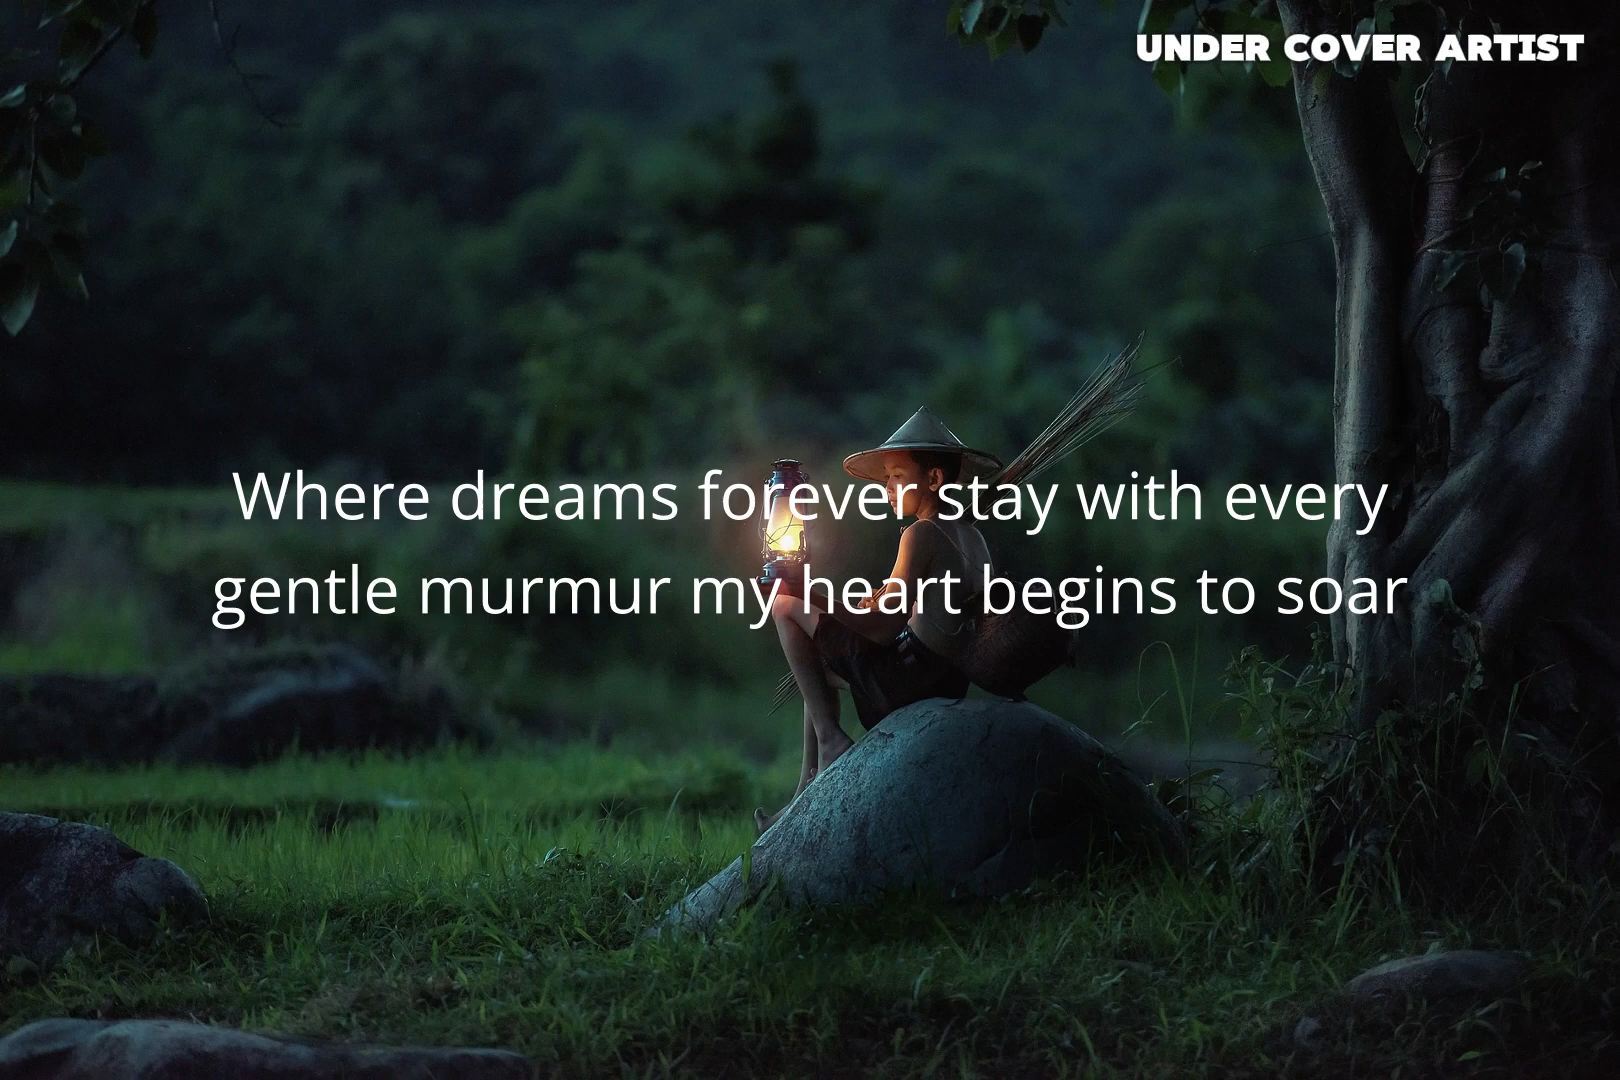 UNDER COVER ARTIST
Where dreams forever stay with every
gentle murmur my heart begins to soar